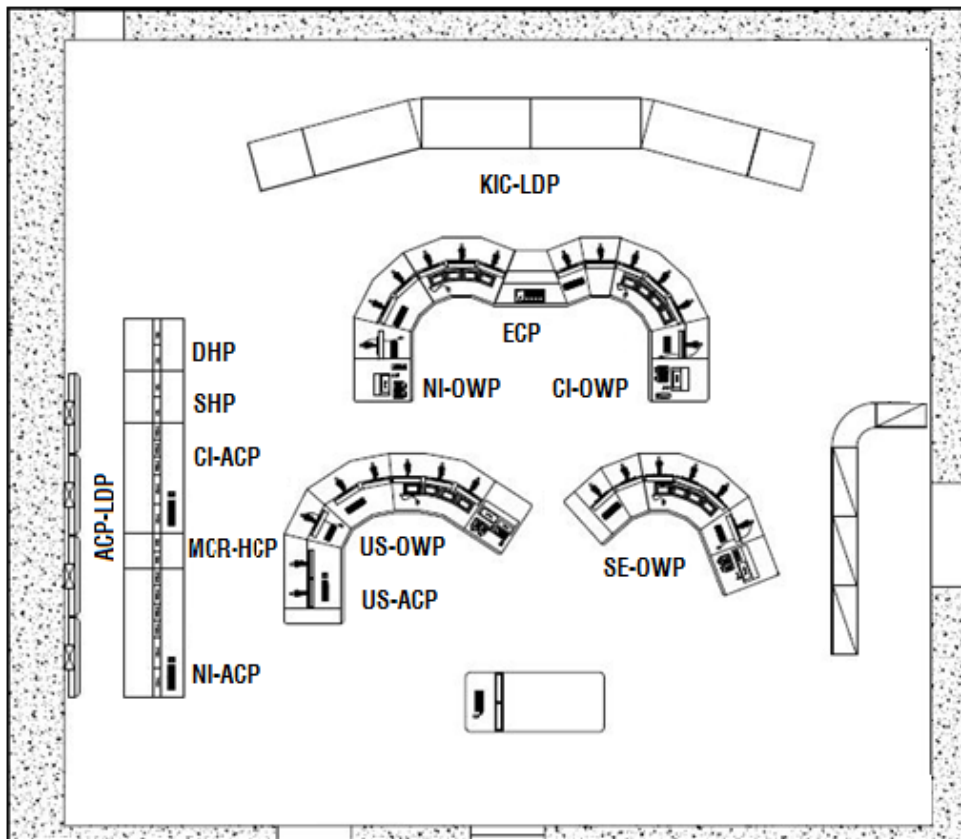 KIC-LDP
ECP
NI-OWP
CI-OWP
DHP
SHP
CI-ACP
ACP-LDP
MCR-HCP
NI-ACP
US-OWP
US-ACP
SE-OWP